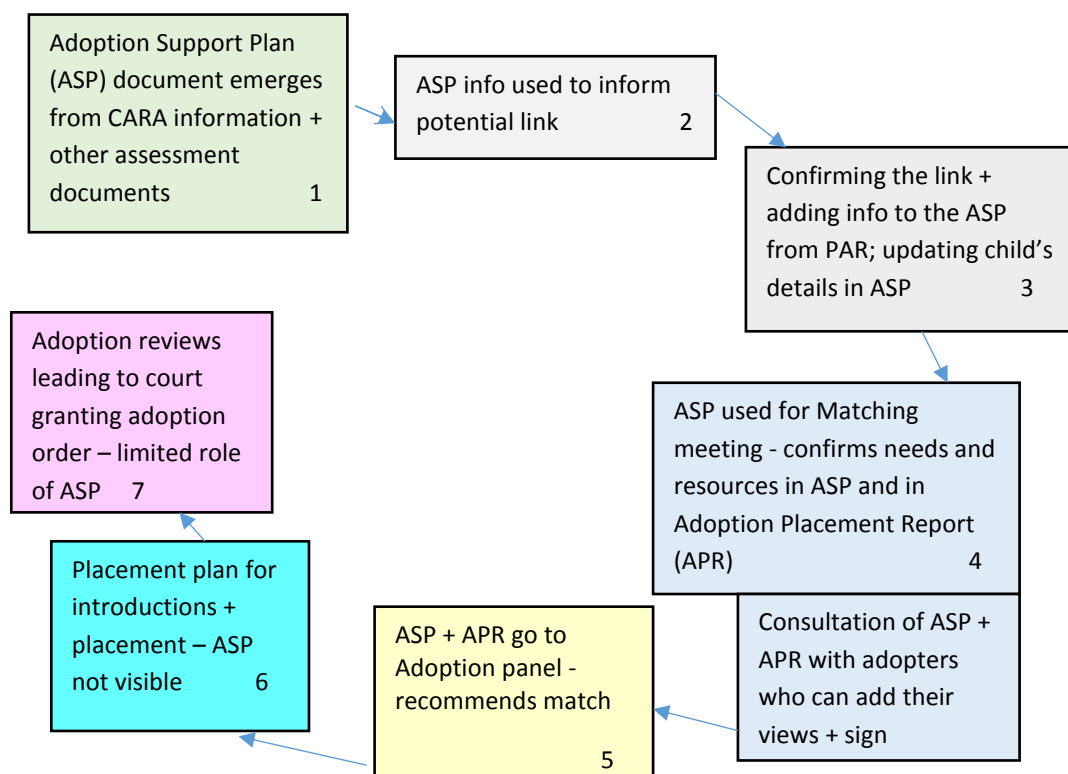 Adoption Support Plan
(ASP) document emerges
from CARA information +
other assessment
documents 1
ASP info used to inform
potential link 2
Confirming the link +
adding info to the ASP
from PAR; updating child’s
details in ASP 3
ASP used for Matching
meeting - confirms needs and
resources in ASP and in
Adoption Placement Report
(APR) 4
Consultation of ASP +
APR with adopters
who can add their
views + sign
ASP + APR go to
Adoption panel -
recommends match
5
Placement plan for
introductions +
placement – ASP
not visible 6
Adoption reviews
leading to court
granting adoption
order – limited role
of ASP 7